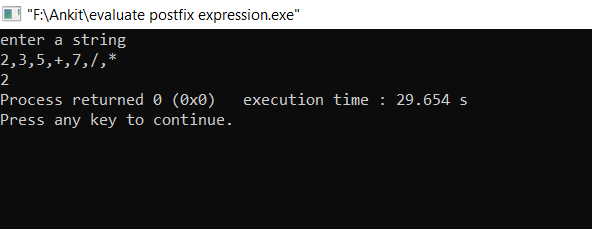 "F:\Ankit\evaluate postfix expression.exe"
enter a string
2,3,5,+,7,/,*
2
Process returned 0 (0x0)   execution time : 29.654 s
Press any key to continue.